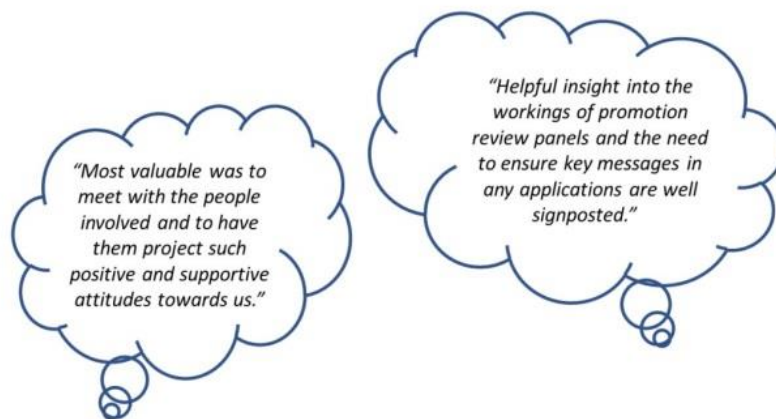 “Most valuable was to
meet with the people
involved and to have
them project such
positive and supportive
attitudes towards us.”
“Helpful insight into the
workings of promotion
review panels and the need
to ensure key messages in
any applications are well
signposted.”